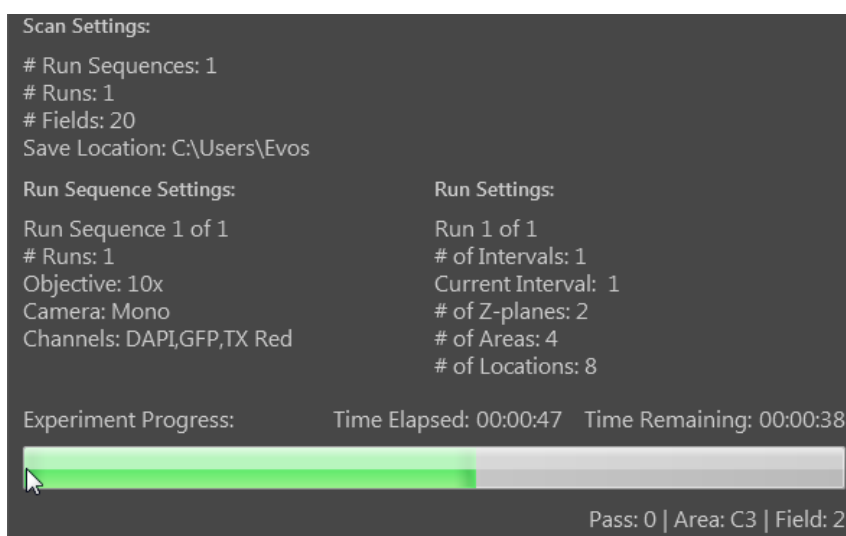 Scan Settings:
# Run Sequences: 1
# Runs: 1
# Fields: 20
Save Location: C:\Users\Evos
Run Sequence Settings:
Run Sequence 1 of 1
# Runs: 1
Objective: 10x
Camera: Mono
Channels: DAPI,GFP,TX Red
Run Settings:
Run 1 of 1
# of Intervals: 1
Current Interval: 1
# of Z-planes: 2
# of Areas: 4
# of Locations: 8
Experiment Progress: Time Elapsed: 00:00:47 Time Remaining: 00:00:38
Pass: 0 | Area: C3 | Field: 2